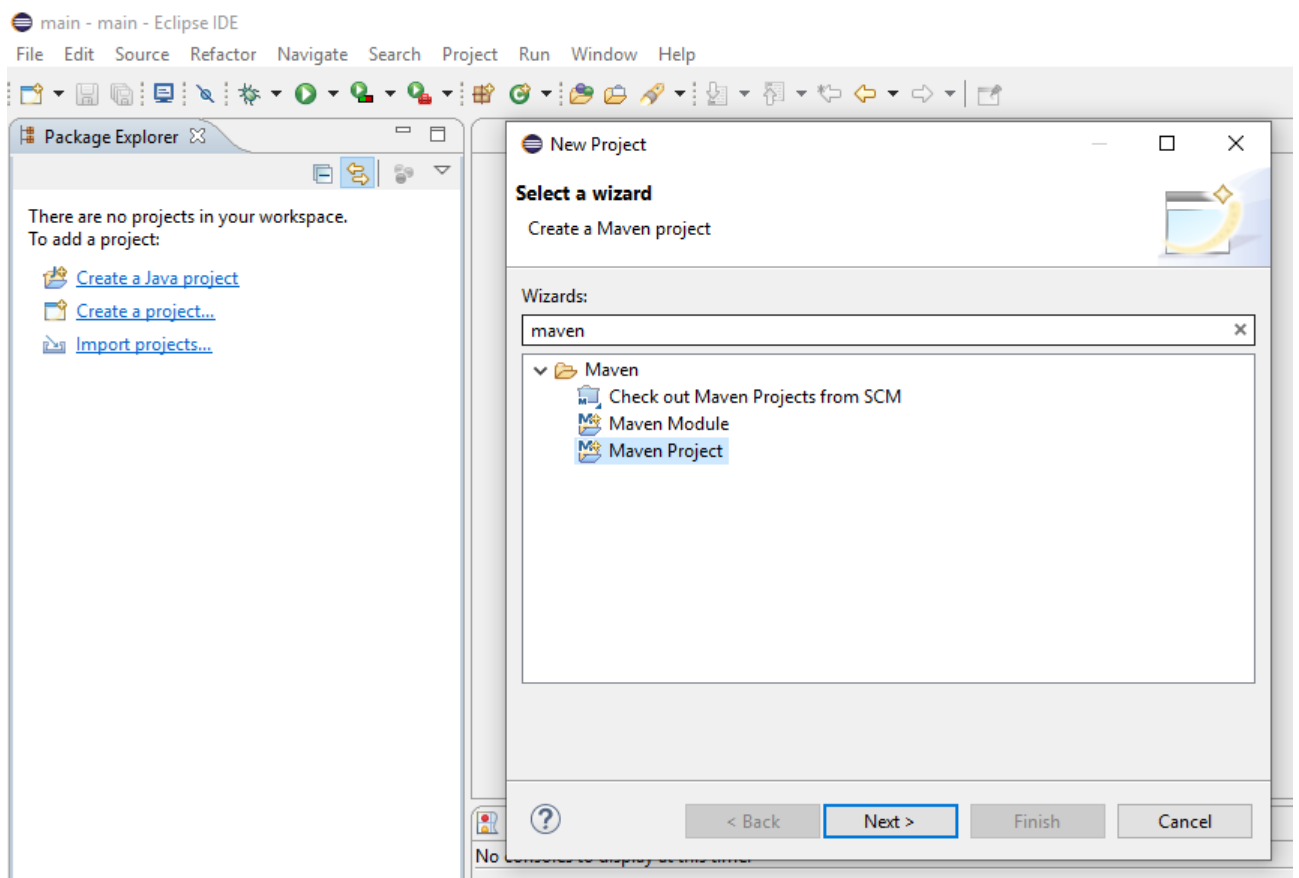 main - main - Eclipse IDE
File Edit Source Refactor Navigate Search Project Run Window Help
Package Explorer
There are no projects in your workspace.
To add a project:
Create a Java project
Create a project...
Import projects...
New Project
Select a wizard
Create a Maven project
Wizards:
maven
Maven
Check out Maven Projects from SCM
Maven Module
Maven Project
< Back Next > Finish Cancel
No consoles to display at this time.